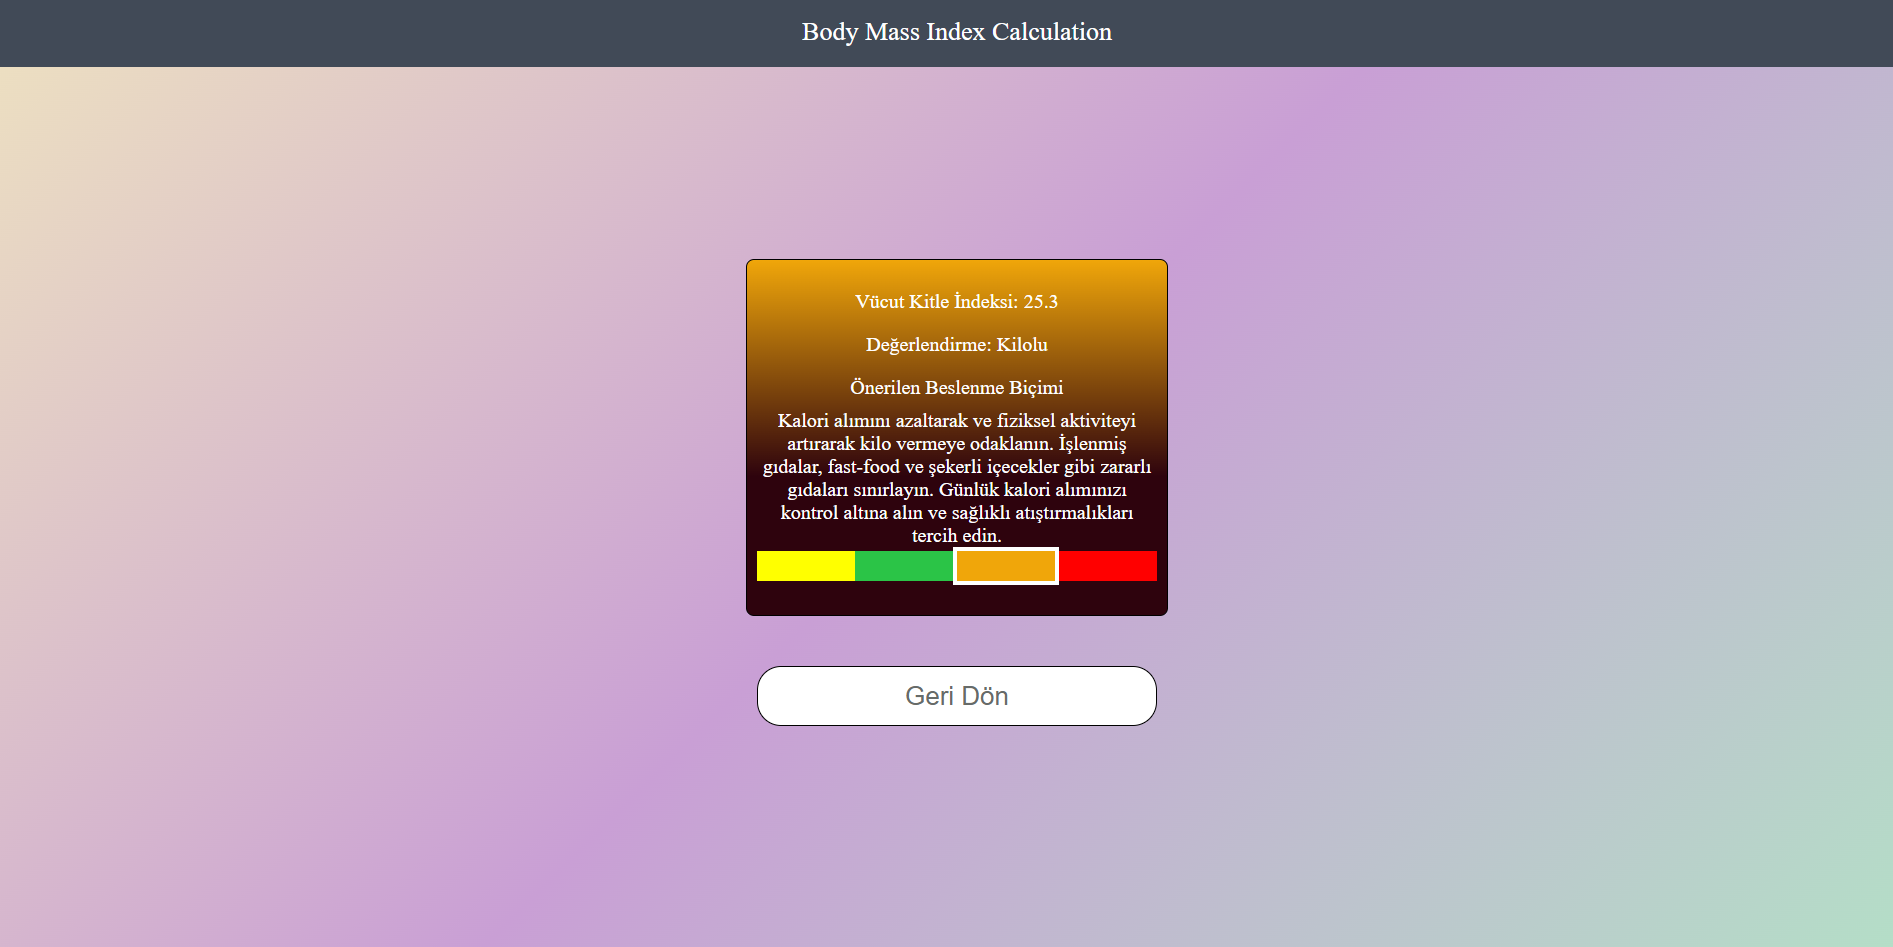 Body Mass Index Calculation
Vücut Kitle İndeksi: 25.3
Değerlendirme: Kilolu
Önerilen Beslenme Biçimi
Kalori alımını azaltarak ve fiziksel aktiviteyi
artırarak kilo vermeye odaklanın. İşlenmiş
gıdalar, fast-food ve şekerli içecekler gibi zararlı
gıdaları sınırlayın. Günlük kalori alımınızı
kontrol altına alın ve sağlıklı atıştırmalıkları
tercih edin.
Geri Dön